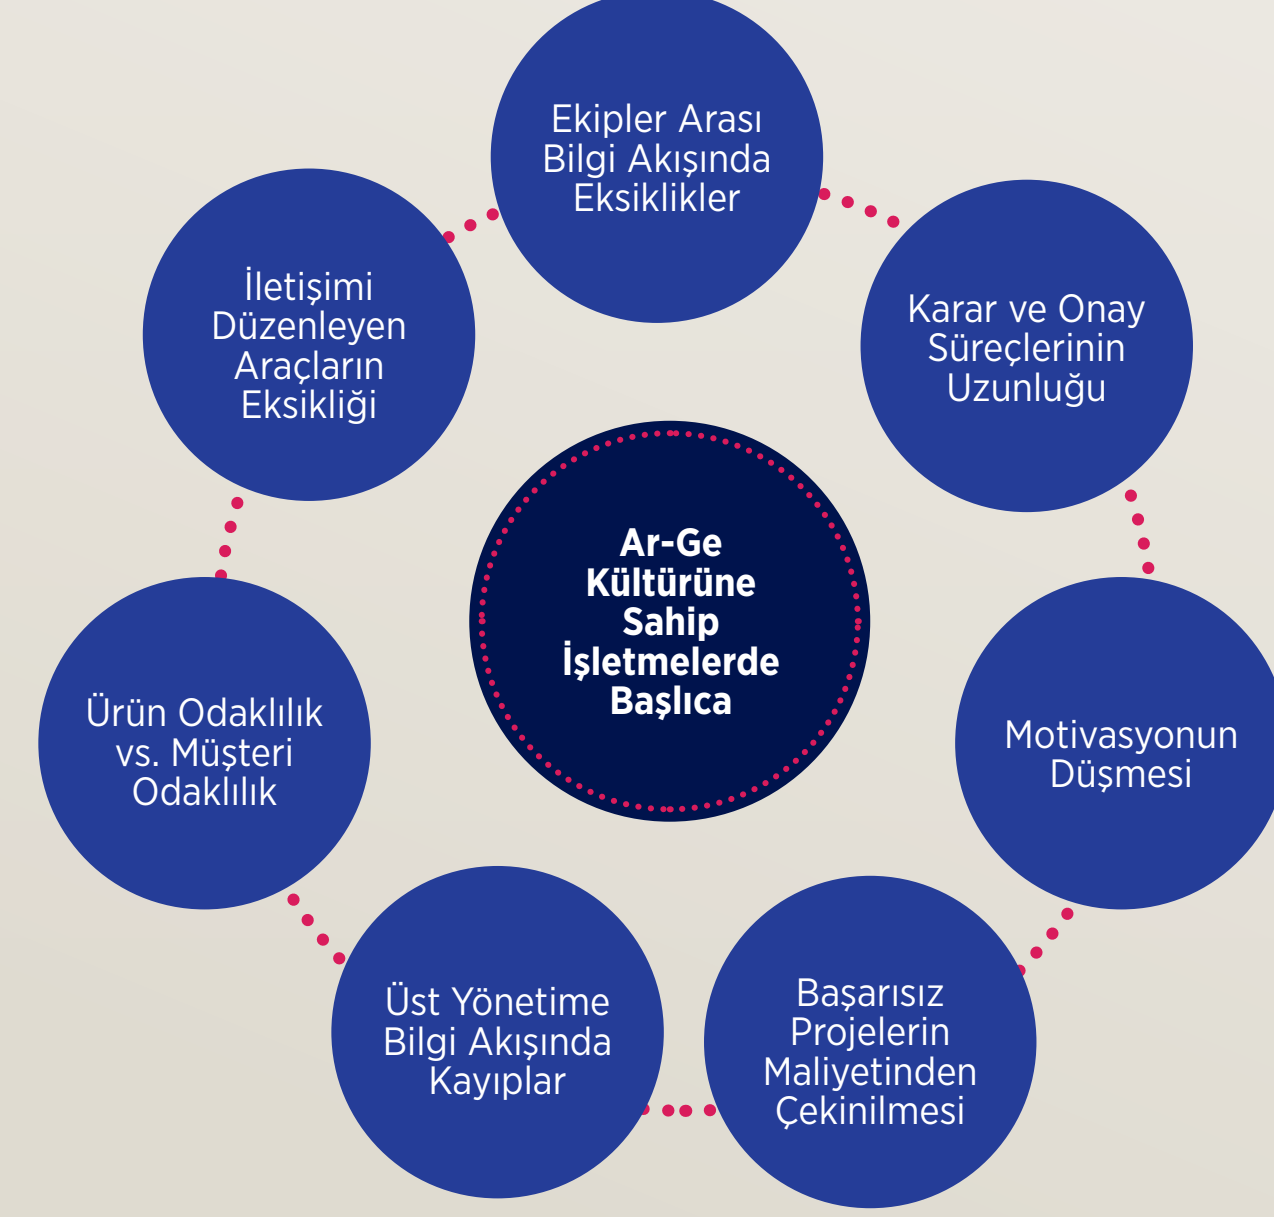 Ekipler Arası
Bilgi Akışında
Eksiklikler
İletişimi
Düzenleyen
Araçların
Eksikliği
Karar ve Onay
Süreçlerinin
Uzunluğu
Ar-Ge
Kültürüne
Sahip
İşletmelerde
Başlıca
Ürün Odaklılık
vs. Müşteri
Odaklılık
Motivasyonun
Düşmesi
Üst Yönetime
Bilgi Akışında
Kayıplar
Başarısız
Projelerin
Maliyetinden
Çekinilmesi